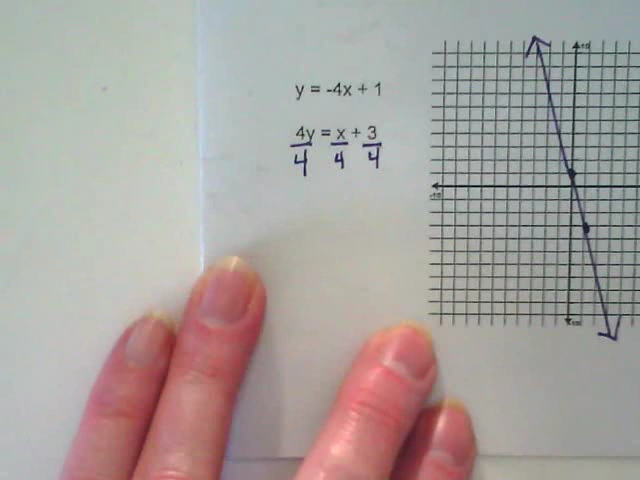 y = -4x + 1
4y = x + 3
4 4 4